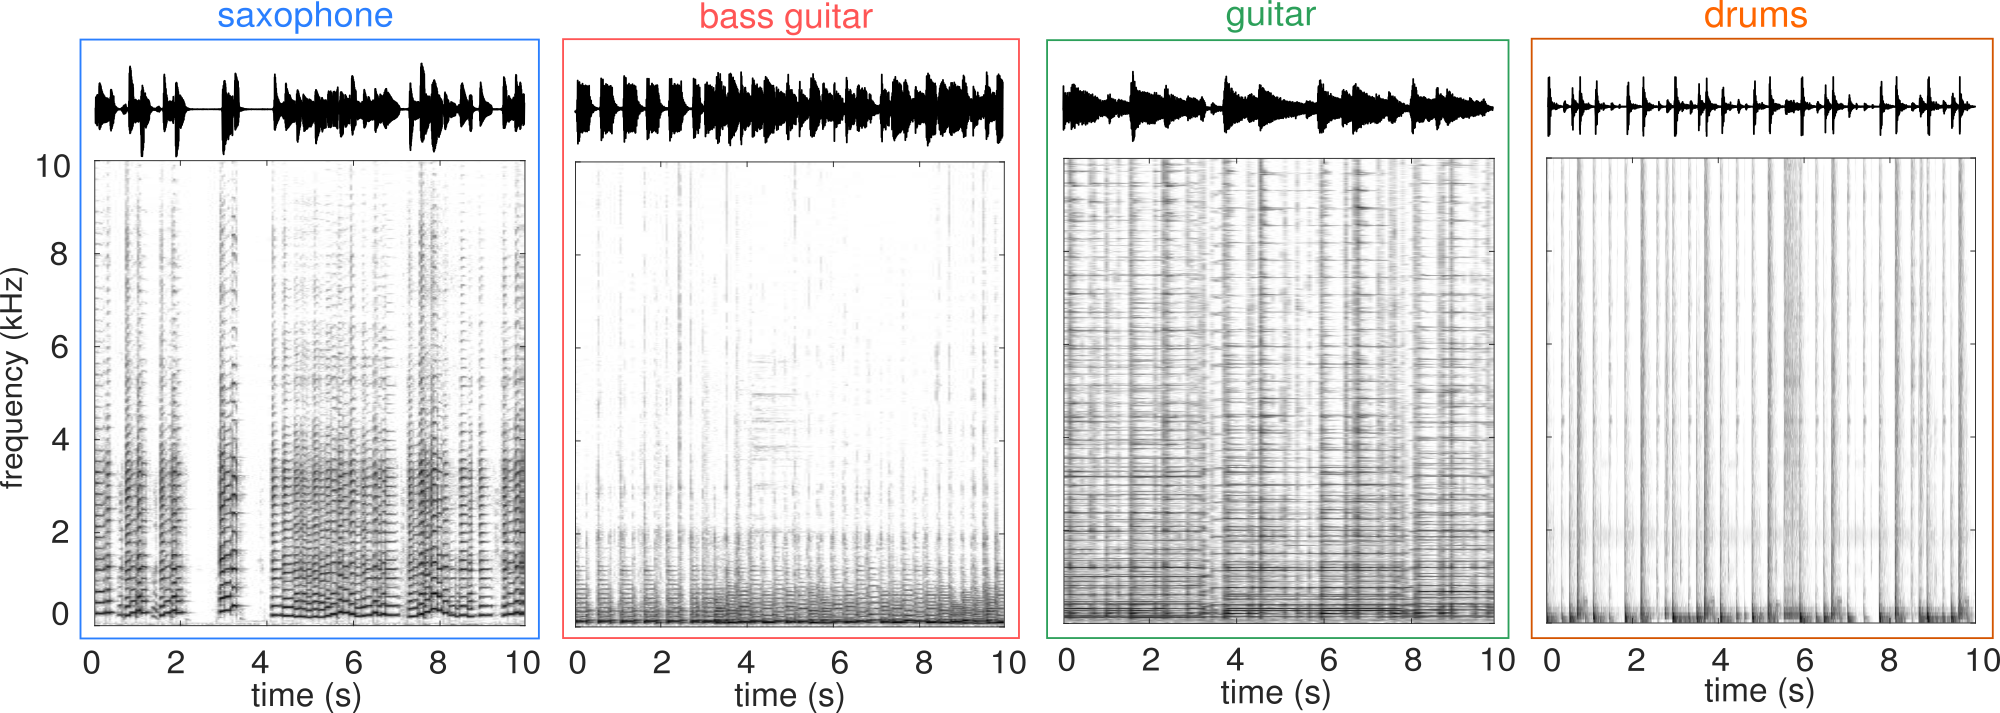 saxophone bass guitar guitar drums
10
8
6
4
2
0
frequency (kHz)
0 2 4 6 8 10 0 2 4 6 8 10 0 2 4 6 8 10 0 2 4 6 8 10
time (s) time (s) time (s) time (s)